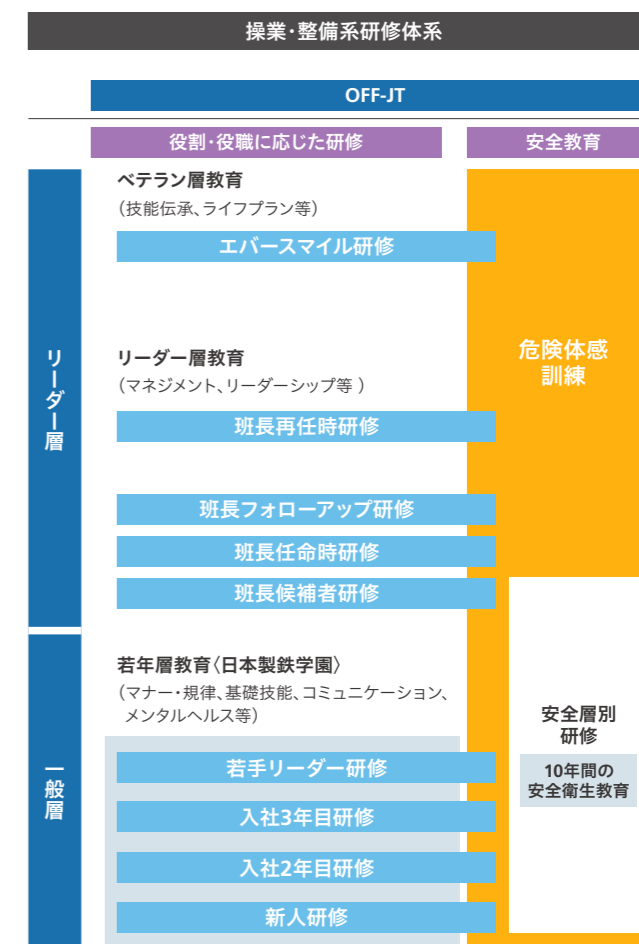 操業・整備系研修体系
OFF-JT
役割・役職に応じた研修
安全教育
リーダー層
ベテラン層教育
（技能伝承、ライフプラン等）
エバースマイル研修
リーダー層教育
（マネジメント、リーダーシップ等 ）
班長再任時研修
班長フォローアップ研修
班長任命時研修
班長候補者研修
危険体感
訓練
一般層
若年層教育〈日本製鉄学園〉
（マナー・規律、基礎技能、コミュニケーション、
メンタルヘルス等）
若手リーダー研修
入社3年目研修
入社2年目研修
新人研修
安全層別
研修
10年間の
安全衛生教育